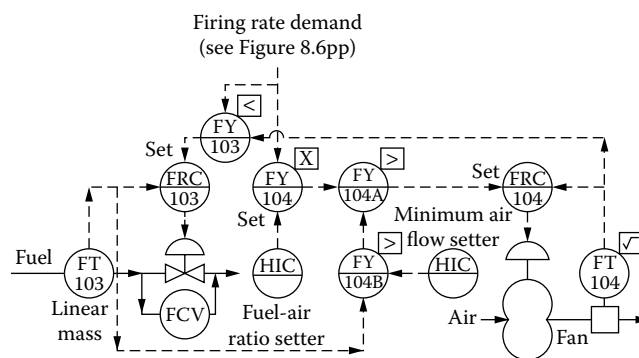 Firing rate demand
(see Figure 8.6pp)
<
FY
103
Set
FRC
103
X
FY
104
Set
>
FY
104A
Set
FRC
104
Minimum air
flow setter
√
FT
104
Fuel
FT
103
Linear
mass
FCV
HIC
Fuel-air
ratio setter
>
FY
104B
HIC
Air
Fan